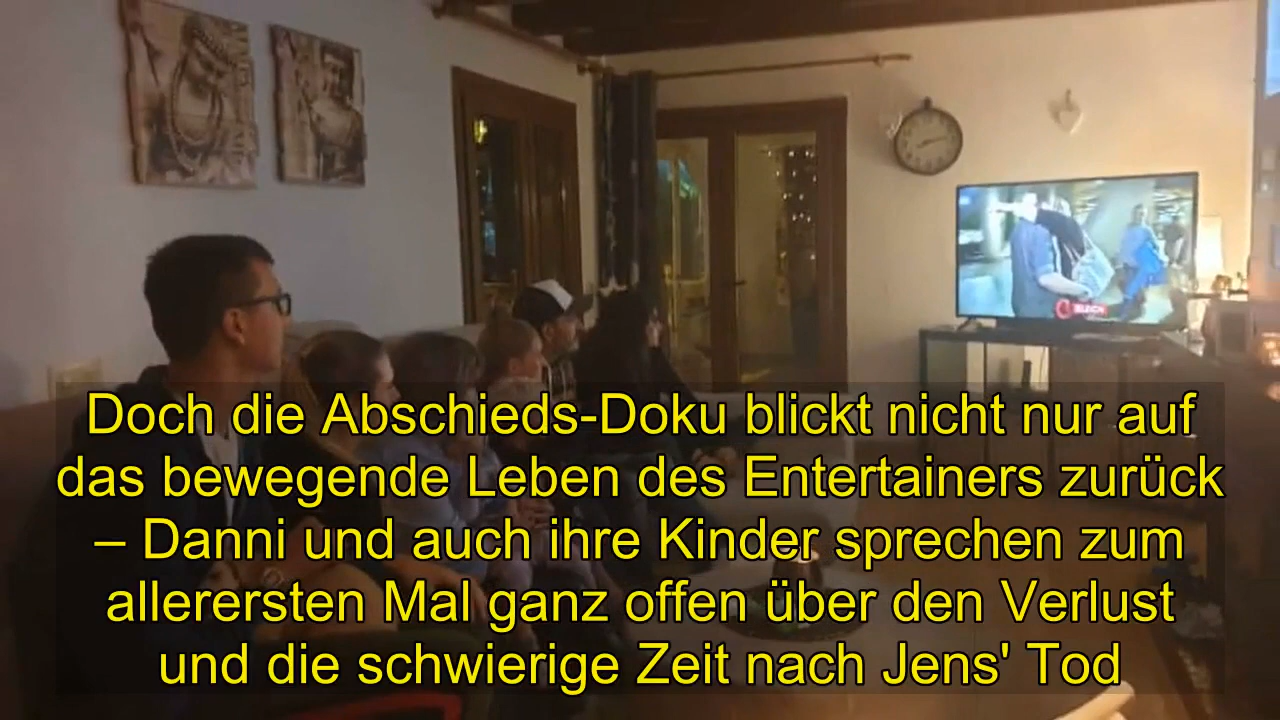 Doch die Abschieds-Doku blickt nicht nur auf
das bewegende Leben des Entertainers zurück
– Danni und auch ihre Kinder sprechen zum
allerersten Mal ganz offen über den Verlust
und die schwierige Zeit nach Jens' Tod